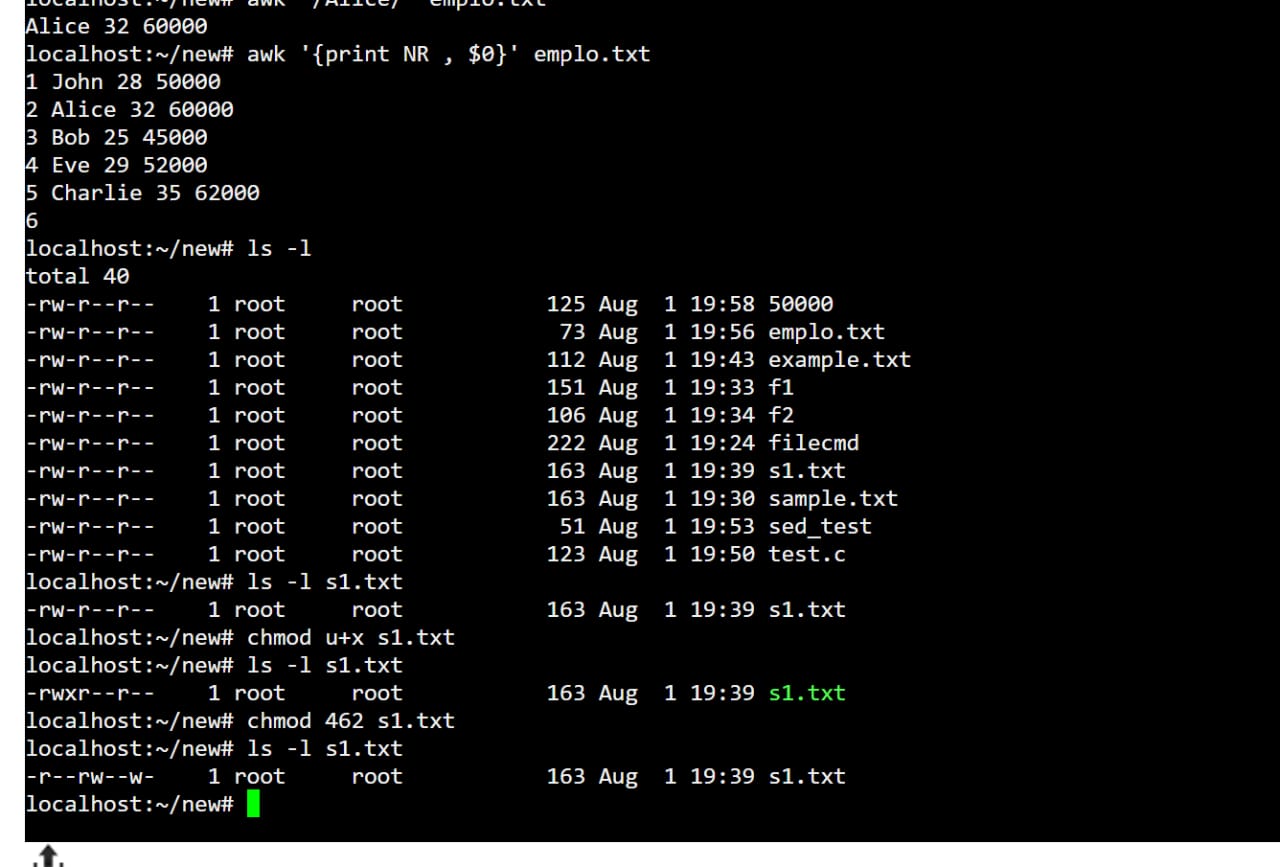 localhost:~/new# awk '/Alice/' emplo.txt
Alice 32 60000
localhost:~/new# awk '{print NR , $0}' emplo.txt
1 John 28 50000
2 Alice 32 60000
3 Bob 25 45000
4 Eve 29 52000
5 Charlie 35 62000
6
localhost:~/new# ls -l
total 40
-rw-r--r--    1 root     root           125 Aug  1 19:58 50000
-rw-r--r--    1 root     root            73 Aug  1 19:56 emplo.txt
-rw-r--r--    1 root     root           112 Aug  1 19:43 example.txt
-rw-r--r--    1 root     root           151 Aug  1 19:33 f1
-rw-r--r--    1 root     root           106 Aug  1 19:34 f2
-rw-r--r--    1 root     root           222 Aug  1 19:24 filecmd
-rw-r--r--    1 root     root           163 Aug  1 19:39 s1.txt
-rw-r--r--    1 root     root           163 Aug  1 19:30 sample.txt
-rw-r--r--    1 root     root            51 Aug  1 19:53 sed_test
-rw-r--r--    1 root     root           123 Aug  1 19:50 test.c
localhost:~/new# ls -l s1.txt
-rw-r--r--    1 root     root           163 Aug  1 19:39 s1.txt
localhost:~/new# chmod u+x s1.txt
localhost:~/new# ls -l s1.txt
-rwxr--r--    1 root     root           163 Aug  1 19:39 s1.txt
localhost:~/new# chmod 462 s1.txt
localhost:~/new# ls -l s1.txt
-r--rw--w-    1 root     root           163 Aug  1 19:39 s1.txt
localhost:~/new#